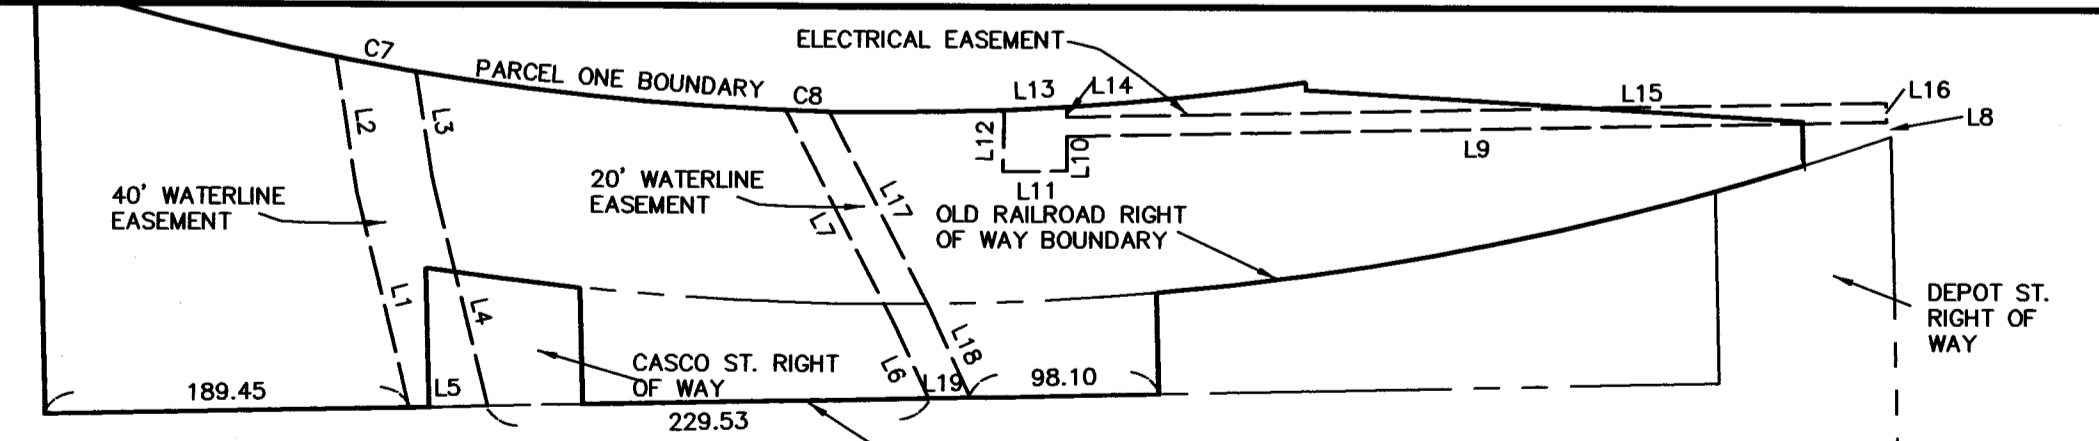 ELECTRICAL EASEMENT
C7
PARCEL ONE BOUNDARY
C8
L13
L14
L15
L16
L8
L2
L3
L12
L10
L9
L11
40' WATERLINE
EASEMENT
20' WATERLINE
EASEMENT
L7
L17
OLD RAILROAD RIGHT
OF WAY BOUNDARY
L1
L4
DEPOT ST.
RIGHT OF
WAY
L18
L6
CASCO ST. RIGHT
OF WAY
189.45
L5
L19
98.10
229.53